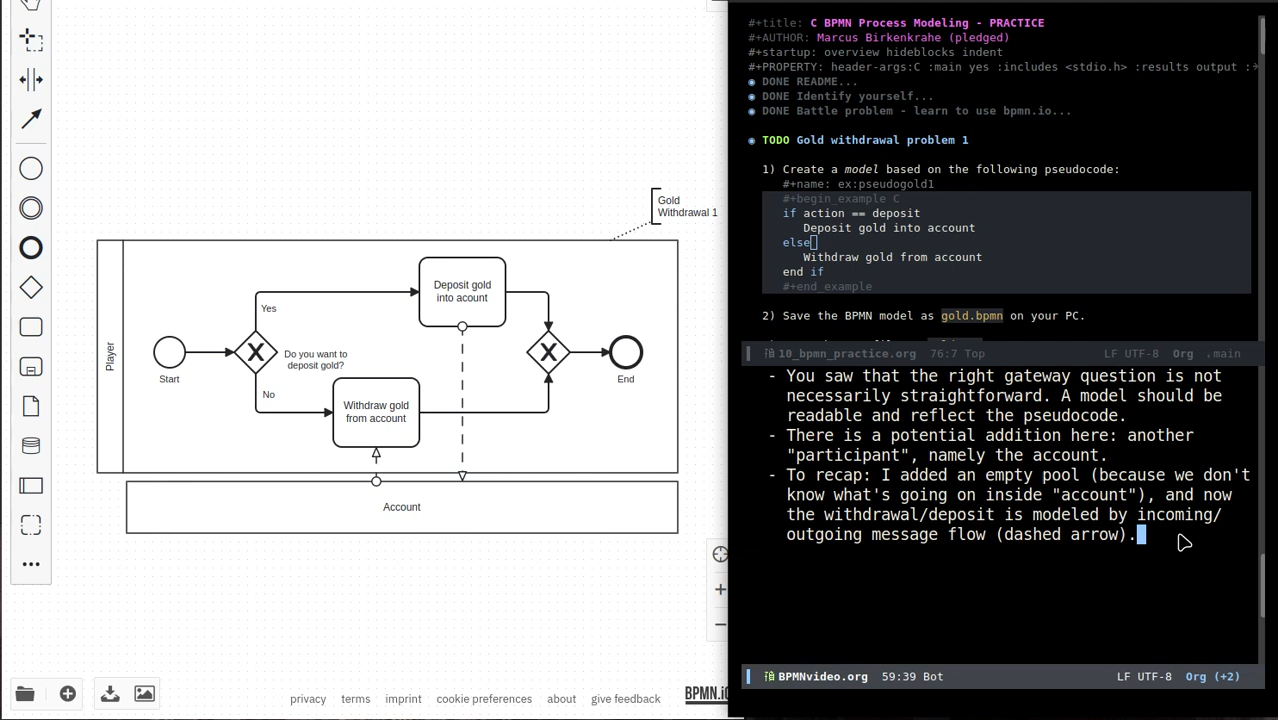 Gold
Withdrawal 1
Player
Start
Yes
No
Do you want to
deposit gold?
Deposit gold
into acount
Withdraw gold
from account
End
Account
privacy terms imprint cookie preferences about give feedback BPMN.i
#+title: C BPMN Process Modeling - PRACTICE
#+AUTHOR: Marcus Birkenkrahe (pledged)
#+startup: overview hideblocks indent
#+PROPERTY: header-args:C :main yes :includes <stdio.h> :results output :
DONE README...
DONE Identify yourself...
DONE Battle problem - learn to use bpmn.io...
TODO Gold withdrawal problem 1
1) Create a model based on the following pseudocode:
#+name: ex:pseudogold1
#+begin_example C
if action == deposit
Deposit gold into account
else
Withdraw gold from account
end if
#+end_example
2) Save the BPMN model as gold.bpmn on your PC.
10_bpmn_practice.org 76:7 Top LF UTF-8 Org .main
- You saw that the right gateway question is not
necessarily straightforward. A model should be
readable and reflect the pseudocode.
- There is a potential addition here: another
"participant", namely the account.
- To recap: I added an empty pool (because we don't
know what's going on inside "account"), and now
the withdrawal/deposit is modeled by incoming/
outgoing message flow (dashed arrow).
BPMNvideo.org 59:39 Bot LF UTF-8 Org (+2)